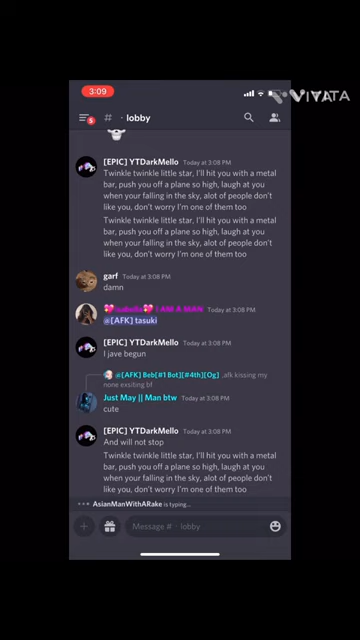 3:09
VIVATA
5
# · lobby
[EPIC] YTDarkMello Today at 3:08 PM
Twinkle twinkle little star, I'll hit you with a metal
bar, push you off a plane so high, laugh at you
when your falling in the sky, alot of people don't
like you, don't worry I'm one of them too
Twinkle twinkle little star, I'll hit you with a metal
bar, push you off a plane so high, laugh at you
when your falling in the sky, alot of people don't
like you, don't worry I'm one of them too
garf Today at 3:08 PM
damn
I AM A MAN Today at 3:08 PM
@[AFK] tasuki
[EPIC] YTDarkMello Today at 3:08 PM
I jave begun
@[AFK] Beb[#1 Bot][#4th][Og] ,afk kissing my
none exsiting bf
Just May || Man btw Today at 3:08 PM
cute
[EPIC] YTDarkMello Today at 3:08 PM
And will not stop
Twinkle twinkle little star, I'll hit you with a metal
bar, push you off a plane so high, laugh at you
when your falling in the sky, alot of people don't
like you, don't worry I'm one of them too
AsianManWithARake is typing...
Message # · lobby